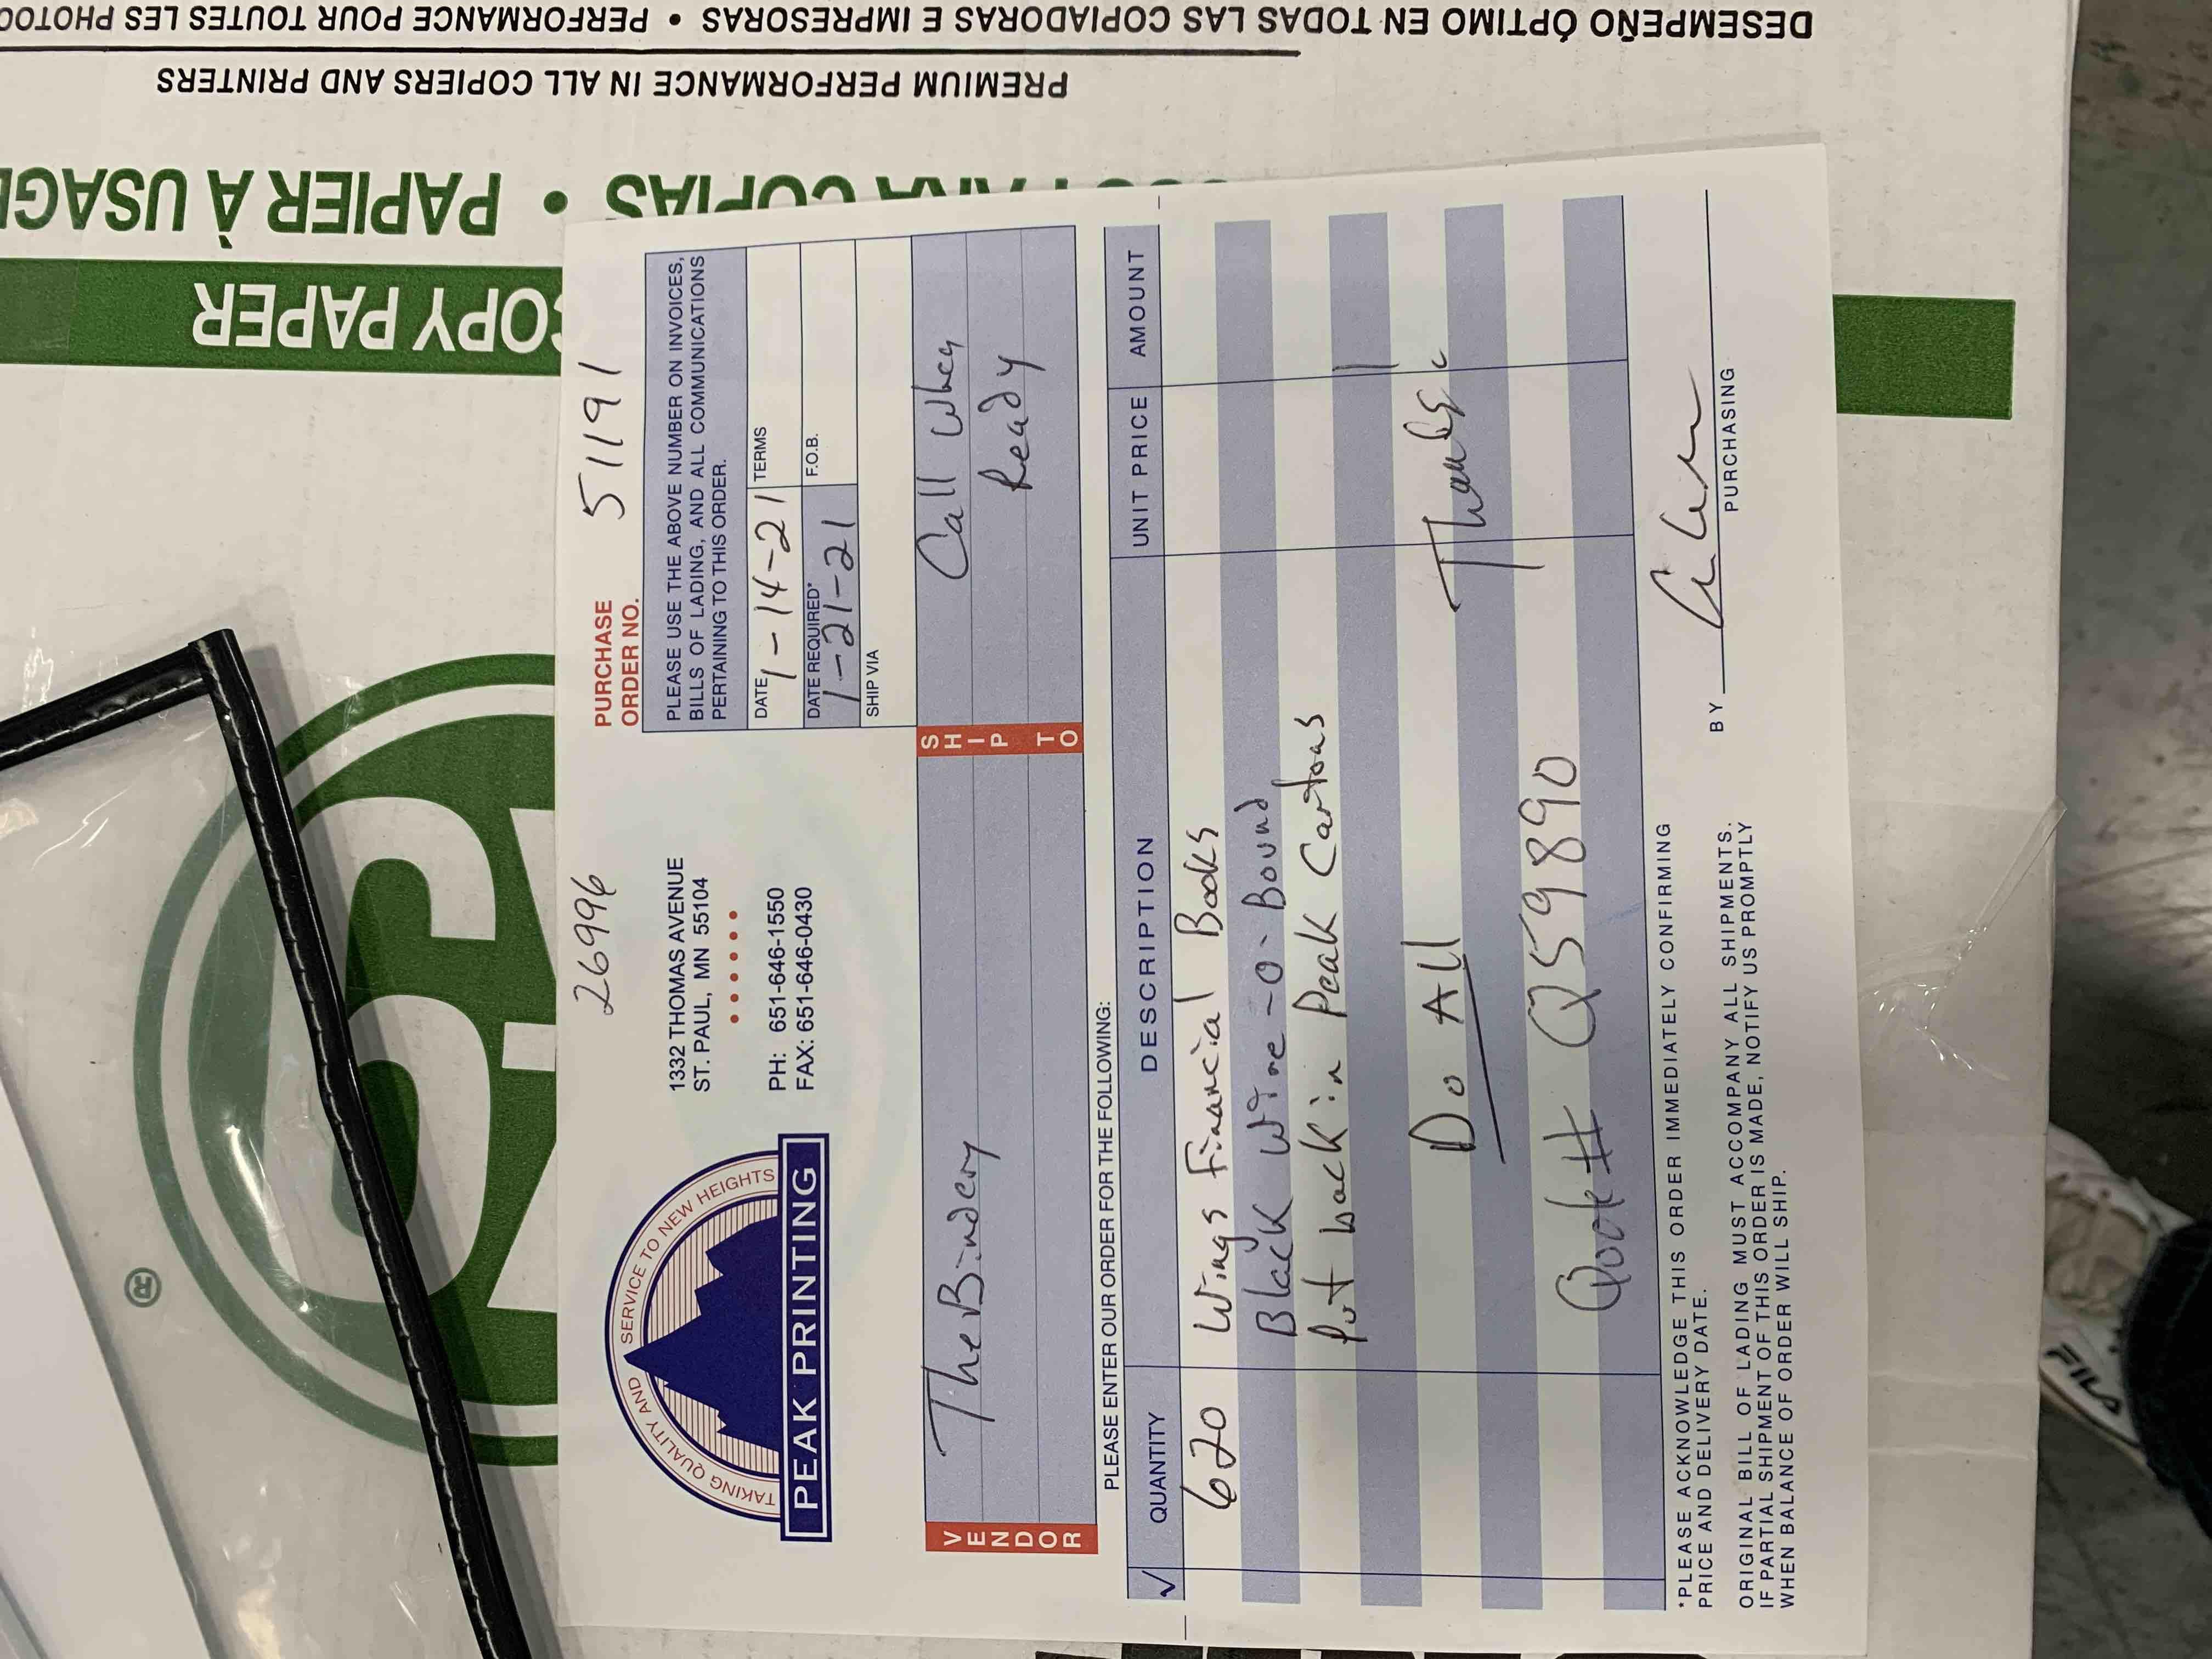 DESEMPEÑO ÓPTIMO EN TODAS LAS COPIADORAS E IMPRESORAS • PERFORMANCE POUR TOUTES LES PHOTOCO
PREMIUM PERFORMANCE IN ALL COPIERS AND PRINTERS
PARA COPIAS • PAPIER À USAGE
OPY PAPER
®
26996
PURCHASE
ORDER NO.
51191
TAKING QUALITY AND SERVICE TO NEW HEIGHTS
PEAK PRINTING
1332 THOMAS AVENUE
ST. PAUL, MN 55104
PH: 651-646-1550
FAX: 651-646-0430
PLEASE USE THE ABOVE NUMBER ON INVOICES,
BILLS OF LADING, AND ALL COMMUNICATIONS
PERTAINING TO THIS ORDER.
DATE 1-14-21 TERMS
DATE REQUIRED* 1-21-21 F.O.B.
SHIP VIA
VENDOR
The Bindery
SHIP TO
Call When
Ready
PLEASE ENTER OUR ORDER FOR THE FOLLOWING:
√ QUANTITY DESCRIPTION UNIT PRICE AMOUNT
620 Wings Financial Books
Black Wire-O-Bound
Put back in Peak Cartons
Do All
Thanks
Quote# Q59890
*PLEASE ACKNOWLEDGE THIS ORDER IMMEDIATELY CONFIRMING
PRICE AND DELIVERY DATE.
ORIGINAL BILL OF LADING MUST ACCOMPANY ALL SHIPMENTS.
IF PARTIAL SHIPMENT OF THIS ORDER IS MADE, NOTIFY US PROMPTLY
WHEN BALANCE OF ORDER WILL SHIP.
BY
PURCHASING
FILA